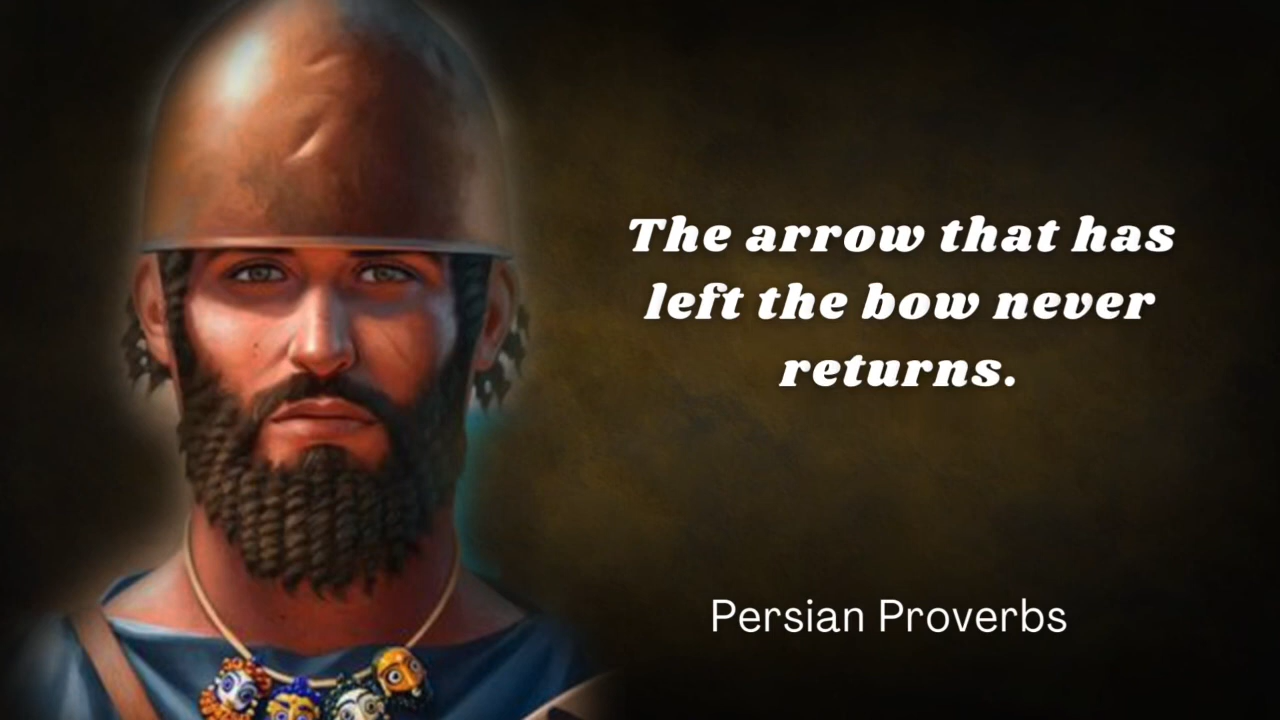 The arrow that has
left the bow never
returns.
Persian Proverbs